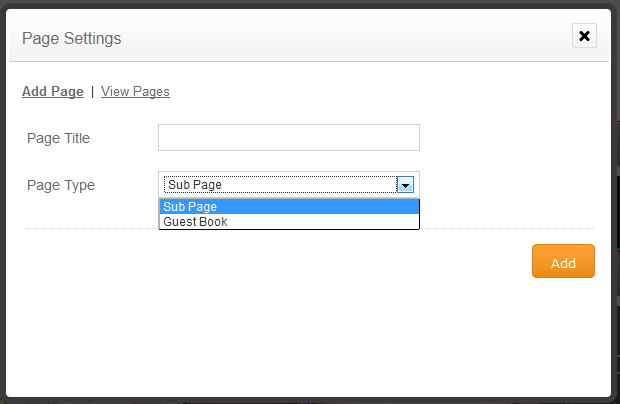 Page Settings
Add Page | View Pages
Page Title
Page Type
Sub Page
Sub Page
Guest Book
Add